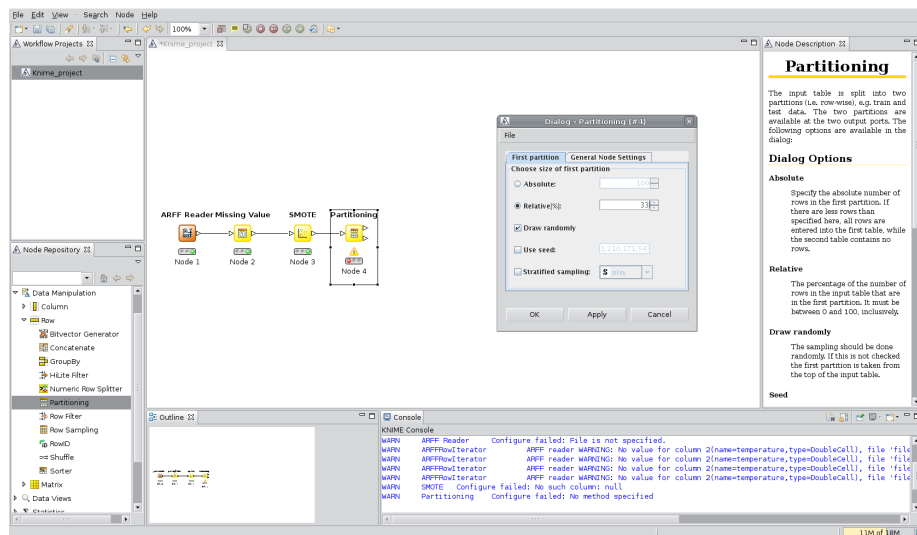 File Edit View Search Node Help
100%
Workflow Projects
Knime_project
*Knime_project
Node Description
Partitioning
The input table is split into two
partitions (i.e. row-wise), e.g. train and
test data. The two partitions are
available at the two output ports. The
following options are available in the
dialog:
Dialog Options
Absolute
Specify the absolute number of
rows in the first partition. If
there are less rows than
specified here, all rows are
entered into the first table, while
the second table contains no
rows.
Relative
The percentage of the number of
rows in the input table that are
in the first partition. It must be
between 0 and 100, inclusively.
Draw randomly
The sampling should be done
randomly. If this is not checked
the first partition is taken from
the top of the input table.
Seed
ARFF Reader
Node 1
Missing Value
Node 2
SMOTE
Node 3
Partitioning
Node 4
Dialog - Partitioning (#4)
File
First partition
General Node Settings
Choose size of first partition
Absolute: 100
Relative[%]: 33
Draw randomly
Use seed: 1,210,171,54
Stratified sampling: S play
OK Apply Cancel
Node Repository
Data Manipulation
Column
Row
Bitvector Generator
Concatenate
GroupBy
HiLite Filter
Numeric Row Splitter
Partitioning
Row Filter
Row Sampling
RowID
Shuffle
Sorter
Matrix
Data Views
Statistics
Outline
Console
KNIME Console
WARN ARFF Reader Configure failed: File is not specified.
WARN ARFFRowIterator ARFF reader WARNING: No value for column 2(name=temperature,type=DoubleCell), file 'file
WARN ARFFRowIterator ARFF reader WARNING: No value for column 2(name=temperature,type=DoubleCell), file 'file
WARN ARFFRowIterator ARFF reader WARNING: No value for column 2(name=temperature,type=DoubleCell), file 'file
WARN ARFFRowIterator ARFF reader WARNING: No value for column 2(name=temperature,type=DoubleCell), file 'file
WARN SMOTE Configure failed: No such column: null
WARN Partitioning Configure failed: No method specified
11M of 18M